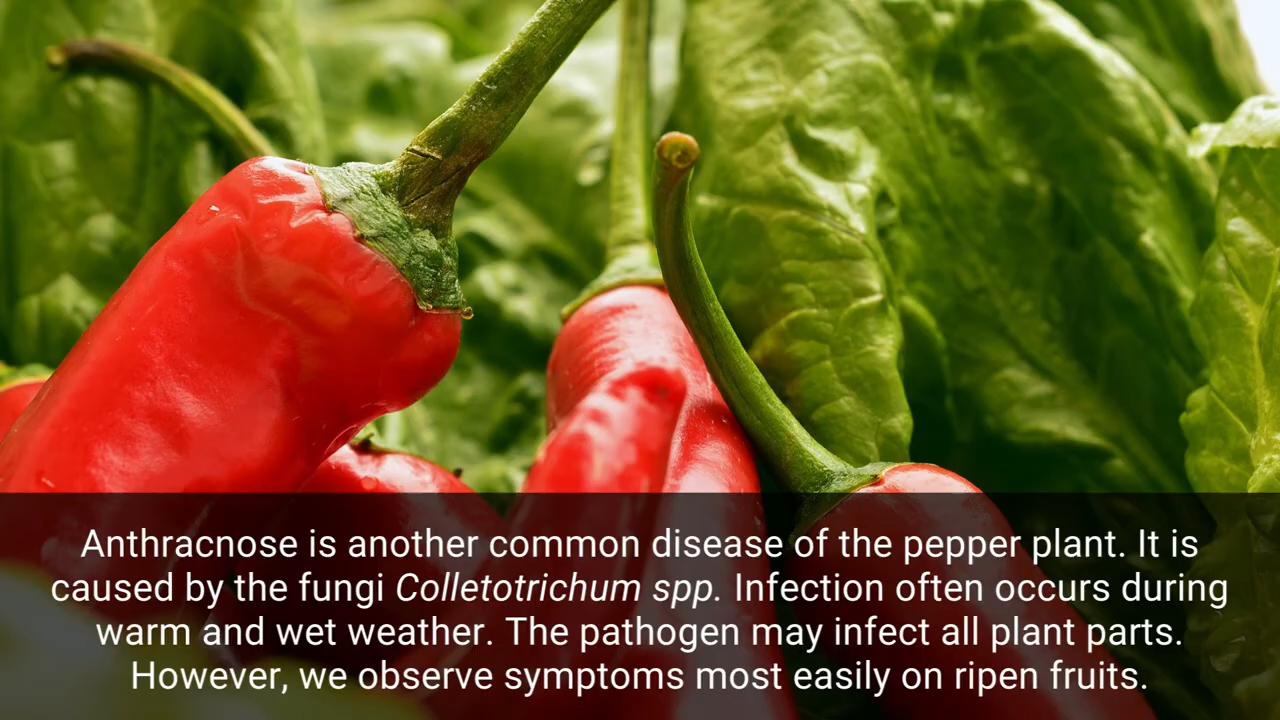 Anthracnose is another common disease of the pepper plant. It is
caused by the fungi Colletotrichum spp. Infection often occurs during
warm and wet weather. The pathogen may infect all plant parts.
However, we observe symptoms most easily on ripen fruits.